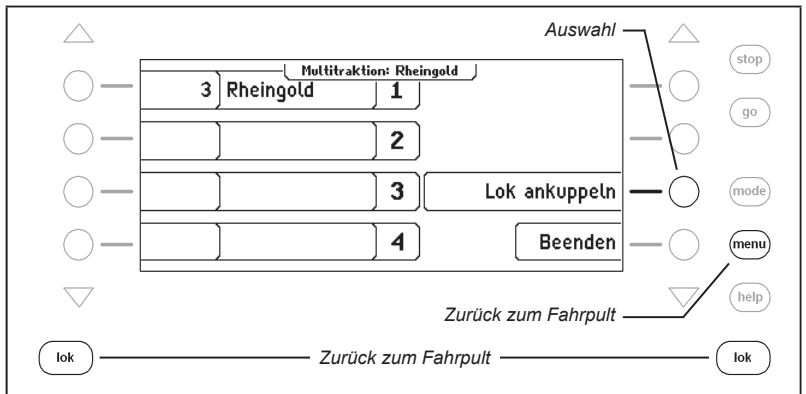 Auswahl
stop
Multitraktion: Rheingold
3 Rheingold 1
go
2
3 Lok ankuppeln
mode
4 Beenden
menu
help
Zurück zum Fahrpult
lok Zurück zum Fahrpult lok